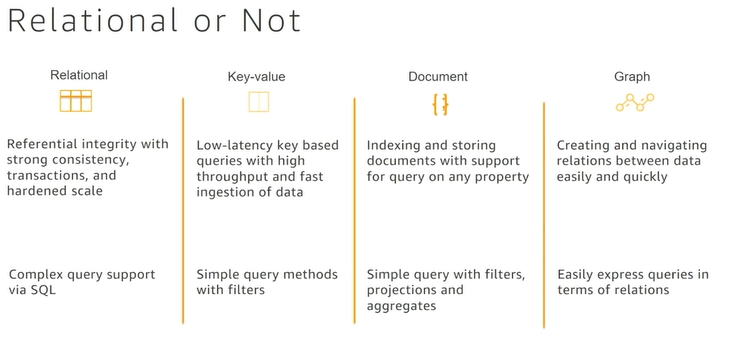 Relational or Not
Relational
Key-value
Document
Graph
Referential integrity with
strong consistency,
transactions, and
hardened scale
Low-latency key based
queries with high
throughput and fast
ingestion of data
Indexing and storing
documents with support
for query on any property
Creating and navigating
relations between data
easily and quickly
Complex query support
via SQL
Simple query methods
with filters
Simple query with filters,
projections and
aggregates
Easily express queries in
terms of relations